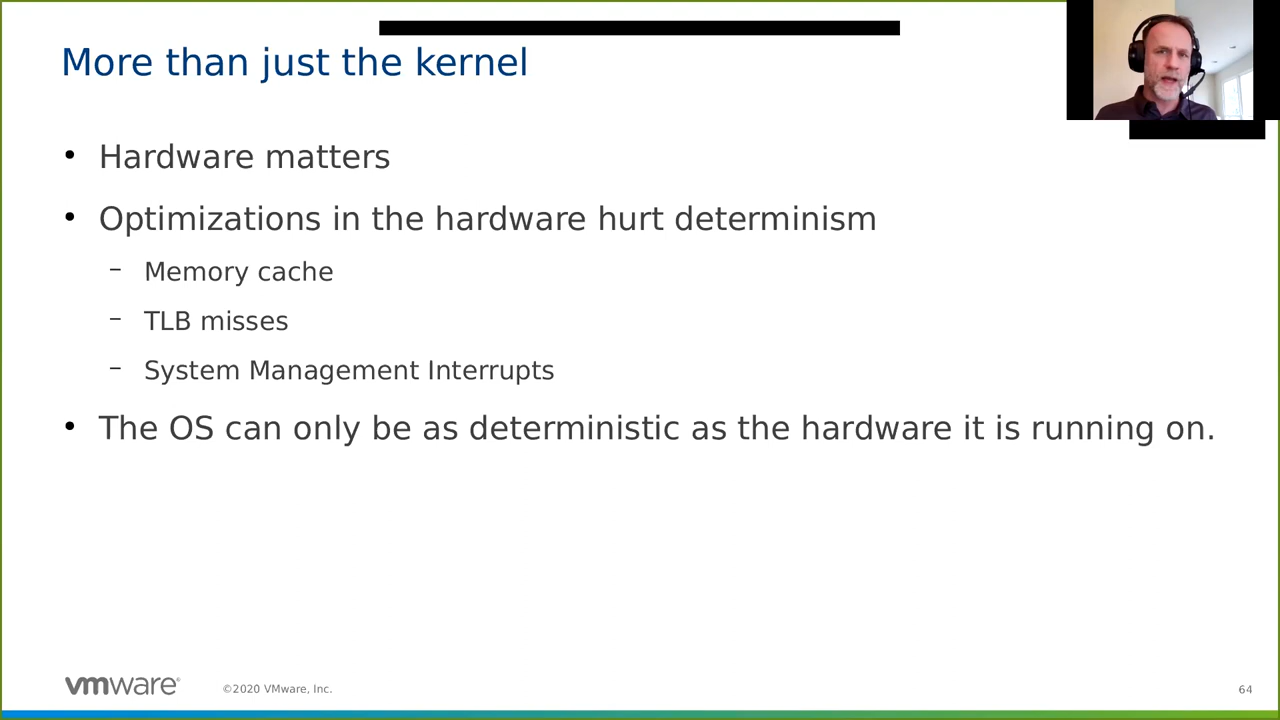 More than just the kernel
• Hardware matters
• Optimizations in the hardware hurt determinism
– Memory cache
– TLB misses
– System Management Interrupts
• The OS can only be as deterministic as the hardware it is running on.
vmware®
©2020 VMware, Inc.
64